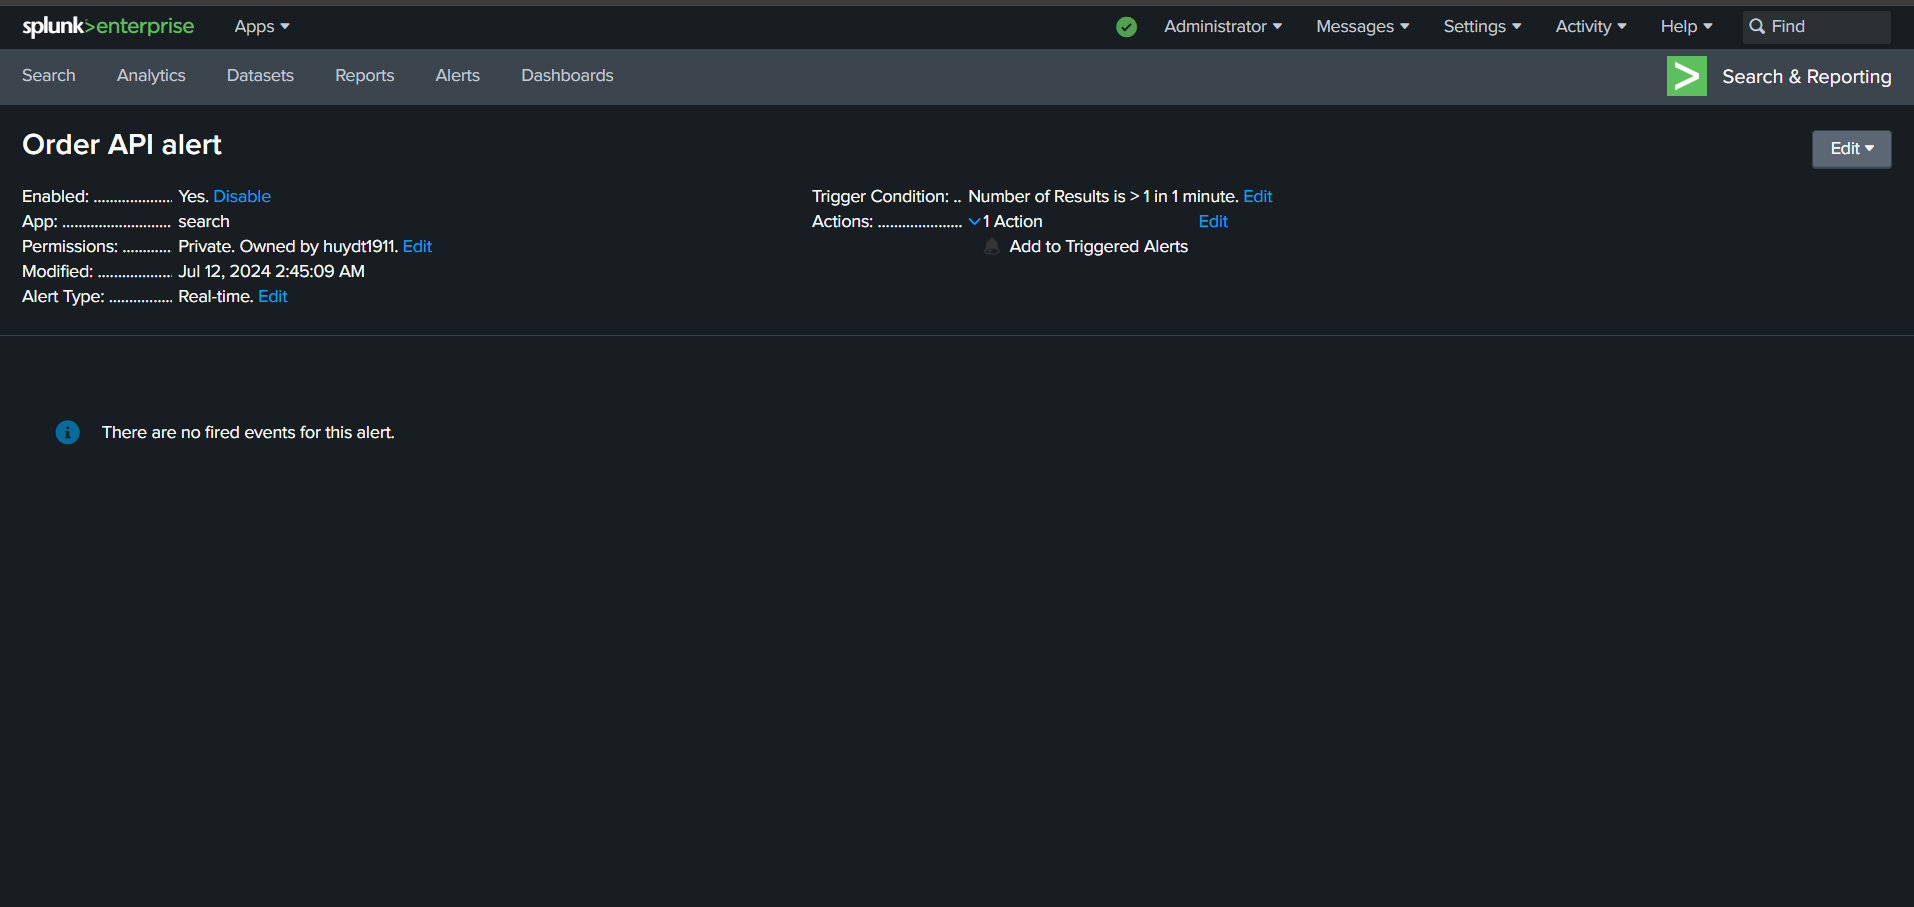 splunk>enterprise Apps Administrator Messages Settings Activity Help Find
Search Analytics Datasets Reports Alerts Dashboards Search & Reporting
Order API alert
Edit
Enabled: ................... Yes. Disable
App: .......................... search
Permissions: ............ Private. Owned by huydt1911. Edit
Modified: .................. Jul 12, 2024 2:45:09 AM
Alert Type: ............... Real-time. Edit
Trigger Condition: .. Number of Results is > 1 in 1 minute. Edit
Actions: ..................... 1 Action Edit
Add to Triggered Alerts
There are no fired events for this alert.